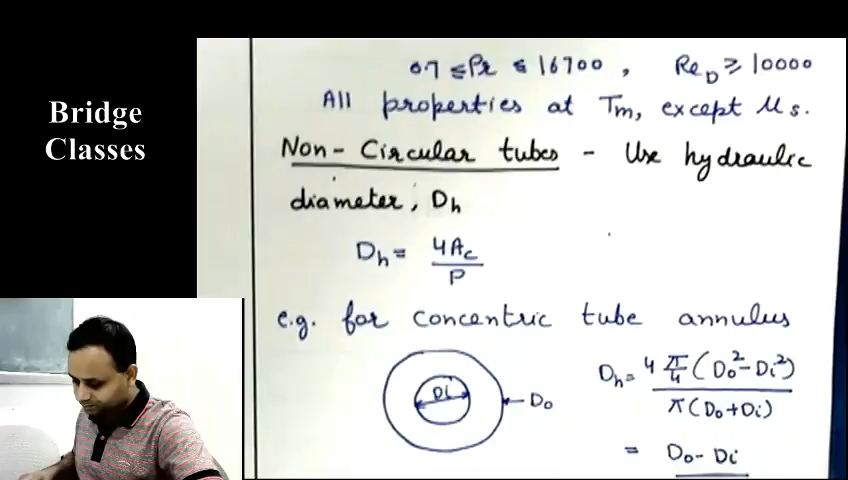 Bridge
Classes
0.7 ≤ Pr ≤ 16700 , Re_D ≥ 10000
All properties at Tm, except μs.
Non-Circular tubes - Use hydraulic
diameter, Dh
Dh = 4Ac / P
e.g. for concentric tube annulus
Di
Do
Dh = 4 π/4 (Do² - Di²) / π(Do + Di)
= Do - Di